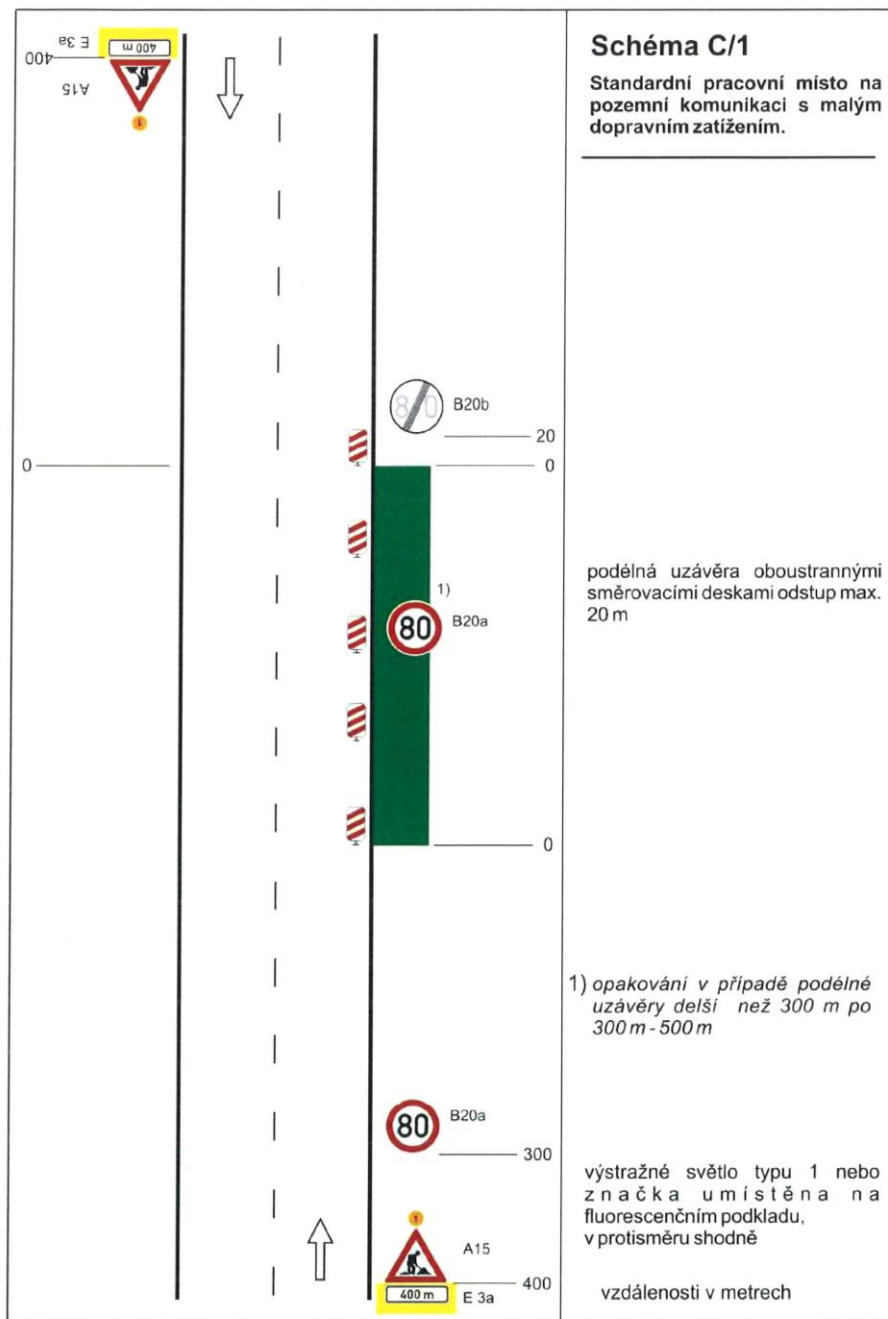 Schéma C/1
Standardní pracovní místo na
pozemní komunikaci s malým
dopravním zatížením.
400
E 3a
400 m
A15
1
80
B20b
20
0
0
podélná uzávěra oboustrannými
směrovacími deskami odstup max.
20 m
1)
80
B20a
0
1) opakování v případě podélné
uzávěry delší než 300 m po
300 m - 500 m
80
B20a
300
výstražné světlo typu 1 nebo
značka umístěna na
fluorescenčním podkladu,
v protisměru shodně
1
A15
400
400 m
E 3a
vzdálenosti v metrech